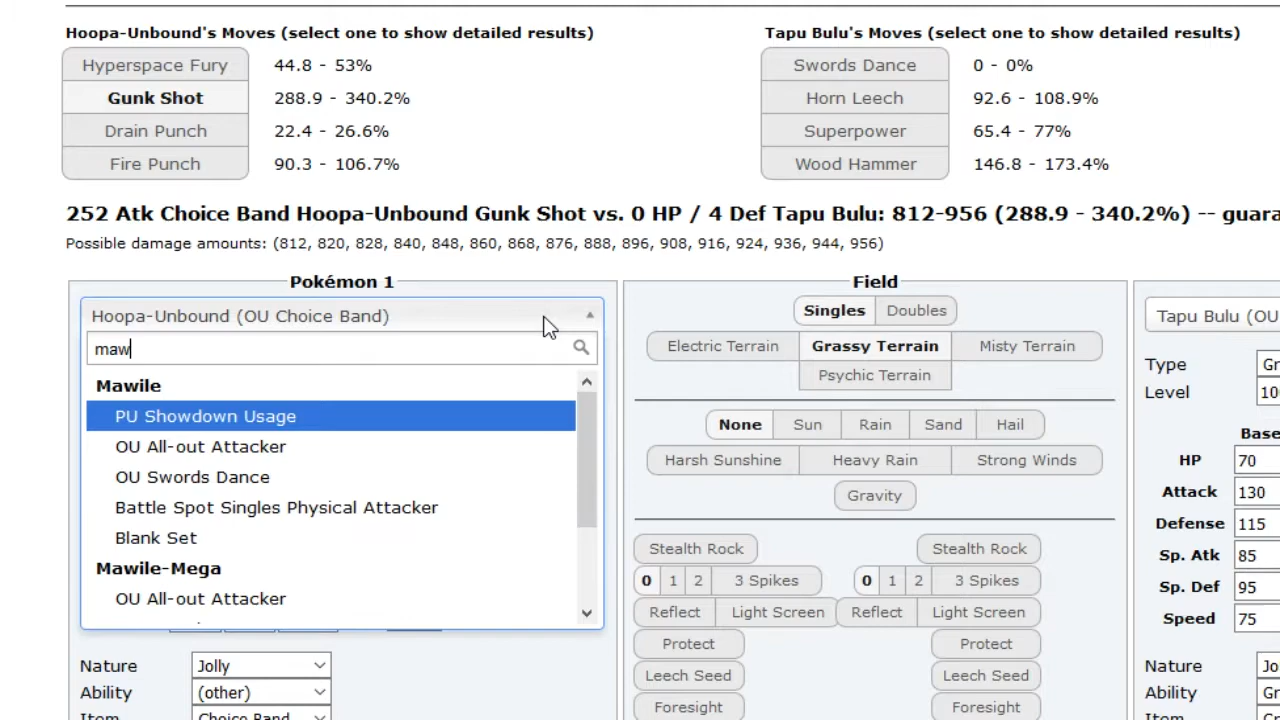 Hoopa-Unbound's Moves (select one to show detailed results)
Hyperspace Fury 44.8 - 53%
Gunk Shot 288.9 - 340.2%
Drain Punch 22.4 - 26.6%
Fire Punch 90.3 - 106.7%
Tapu Bulu's Moves (select one to show detailed results)
Swords Dance 0 - 0%
Horn Leech 92.6 - 108.9%
Superpower 65.4 - 77%
Wood Hammer 146.8 - 173.4%
252 Atk Choice Band Hoopa-Unbound Gunk Shot vs. 0 HP / 4 Def Tapu Bulu: 812-956 (288.9 - 340.2%) -- guara
Possible damage amounts: (812, 820, 828, 840, 848, 860, 868, 876, 888, 896, 908, 916, 924, 936, 944, 956)
Pokémon 1
Hoopa-Unbound (OU Choice Band)
maw
Mawile
PU Showdown Usage
OU All-out Attacker
OU Swords Dance
Battle Spot Singles Physical Attacker
Blank Set
Mawile-Mega
OU All-out Attacker
Nature Jolly
Ability (other)
Item Choice Band
Field
Singles Doubles
Electric Terrain Grassy Terrain Misty Terrain
Psychic Terrain
None Sun Rain Sand Hail
Harsh Sunshine Heavy Rain Strong Winds
Gravity
Stealth Rock Stealth Rock
0 1 2 3 Spikes 0 1 2 3 Spikes
Reflect Light Screen Reflect Light Screen
Protect Protect
Leech Seed Leech Seed
Foresight Foresight
Tapu Bulu (OU
Type Gr
Level 10
Base
HP 70
Attack 130
Defense 115
Sp. Atk 85
Sp. Def 95
Speed 75
Nature Jo
Ability Gr
Item